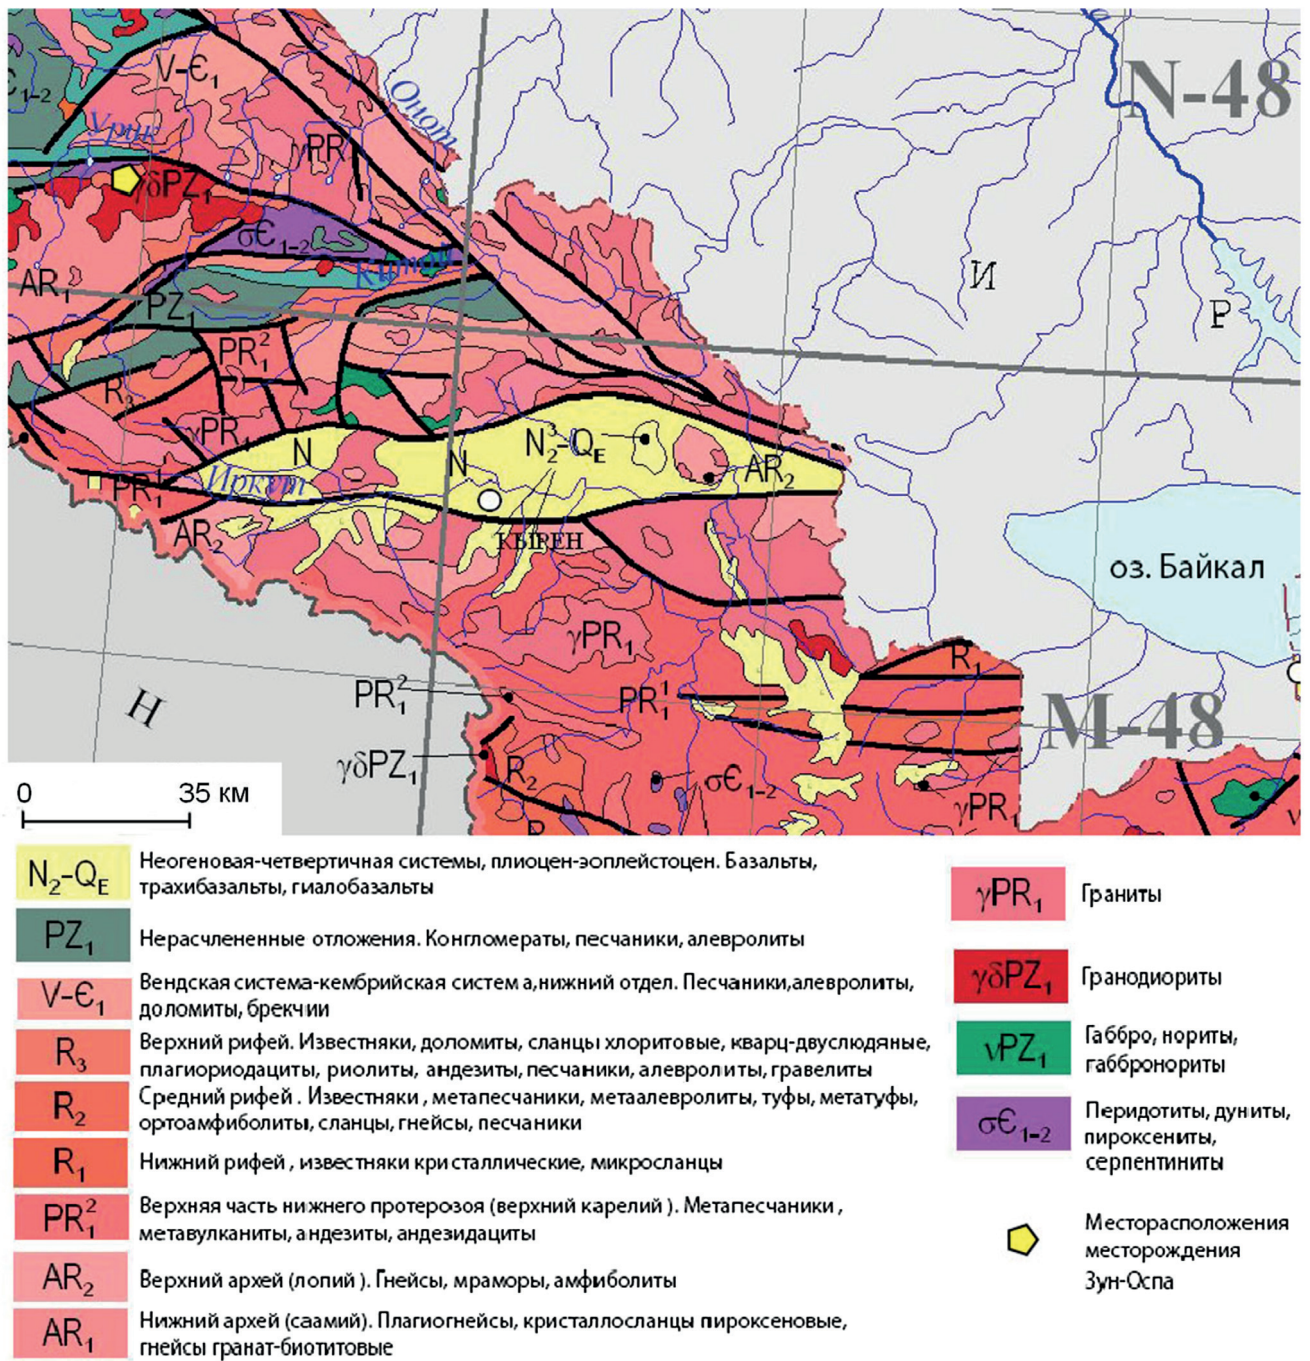 Є1-2
V-Є1
Урик
Оиот
N-48
γPR
γδPZ1
σЄ1-2
Китой
И
Р
AR1
PZ1
PR1²
R3
γPR1
N
N
N2³-QE
AR2
Иркут
PR1
AR2
КЫРЕН
оз. Байкал
γPR1
R1
PR1²
PR1¹
M-48
Н
γδPZ1
R2
σЄ1-2
γPR1
0 35 км
N2-QE
Неогеновая-четвертичная системы, плиоцен-эоплейстоцен. Базальты,
трахибазальты, гиалобазальты
PZ1
Нерасчлененные отложения. Конгломераты, песчаники, алевролиты
V-Є1
Вендская система-кембрийская систем а,нижний отдел. Песчаники,алевролиты,
доломиты, брекчии
R3
Верхний рифей. Известняки, доломиты, сланцы хлоритовые, кварц-двуслюдяные,
плагиориодациты, риолиты, андезиты, песчаники, алевролиты, гравелиты
R2
Средний рифей . Известняки , метапесчаники, метаалевролиты, туфы, метатуфы,
ортоамфиболиты, сланцы, гнейсы, песчаники
R1
Нижний рифей , известняки кристаллические, микросланцы
PR1²
Верхняя часть нижнего протерозоя (верхний карелий ). Метапесчаники ,
метавулканиты, андезиты, андезидациты
AR2
Верхний архей (лопий ). Гнейсы, мраморы, амфиболиты
AR1
Нижний архей (саамий). Плагиогнейсы, кристаллосланцы пироксеновые,
гнейсы гранат-биотитовые
γPR1
Граниты
γδPZ1
Гранодиориты
νPZ1
Габбро, нориты,
габбронориты
σЄ1-2
Перидотиты, дуниты,
пироксениты,
серпентиниты
Месторасположения
месторождения
Зун-Оспа